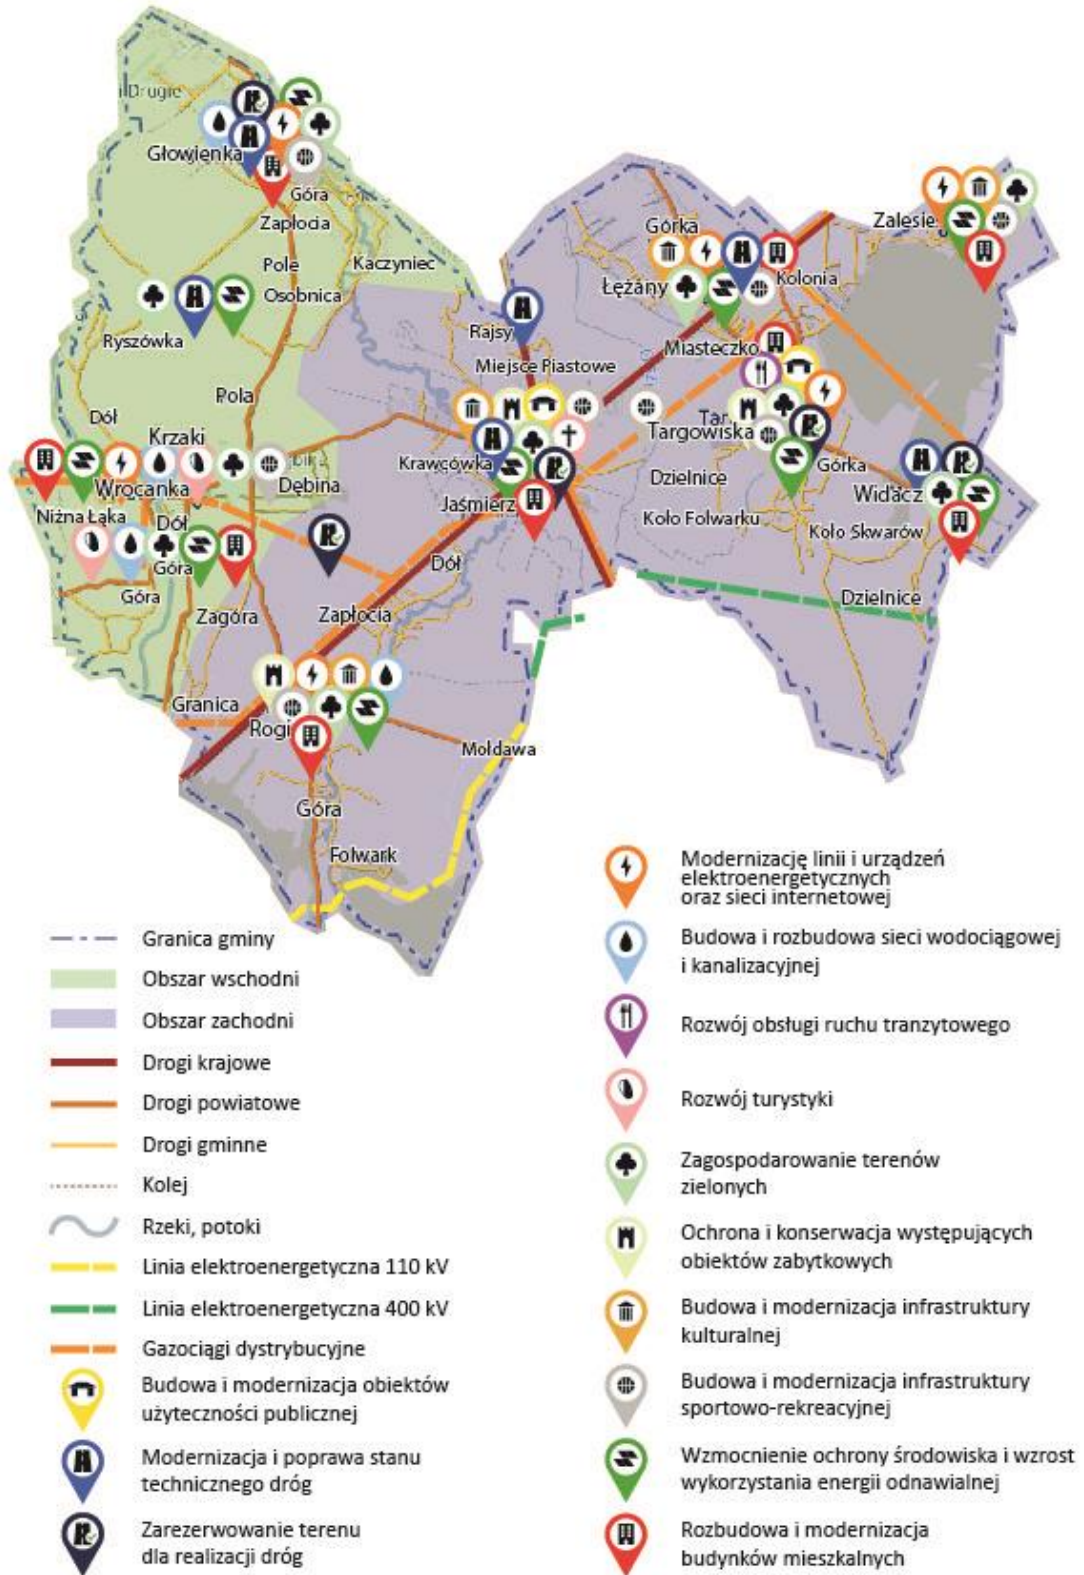 Drugie
Głowienka
Góra
Zapłocia
Pole
Kaczyniec
Osobnica
Ryszówka
Pola
Dół
Krzaki
Wrocanka
Dębina
Niżna Łąka
Dół
Góra
Góra
Zagóra
Granica
Rajsy
Miejsce Piastowe
Krawcówka
Jaśmierz
Dół
Zapłocia
Rogi
Mołdawa
Góra
Folwark
Górka
Łężany
Kolonia
Zalesie
Miasteczko
Targowiska
Dzielnice
Górka
Widacz
Koło Folwarku
Koło Skwarów
Dzielnice
Granica gminy
Obszar wschodni
Obszar zachodni
Drogi krajowe
Drogi powiatowe
Drogi gminne
Kolej
Rzeki, potoki
Linia elektroenergetyczna 110 kV
Linia elektroenergetyczna 400 kV
Gazociągi dystrybucyjne
Budowa i modernizacja obiektów
użyteczności publicznej
Modernizacja i poprawa stanu
technicznego dróg
Zarezerwowanie terenu
dla realizacji dróg
Modernizację linii i urządzeń
elektroenergetycznych
oraz sieci internetowej
Budowa i rozbudowa sieci wodociągowej
i kanalizacyjnej
Rozwój obsługi ruchu tranzytowego
Rozwój turystyki
Zagospodarowanie terenów
zielonych
Ochrona i konserwacja występujących
obiektów zabytkowych
Budowa i modernizacja infrastruktury
kulturalnej
Budowa i modernizacja infrastruktury
sportowo-rekreacyjnej
Wzmocnienie ochrony środowiska i wzrost
wykorzystania energii odnawialnej
Rozbudowa i modernizacja
budynków mieszkalnych